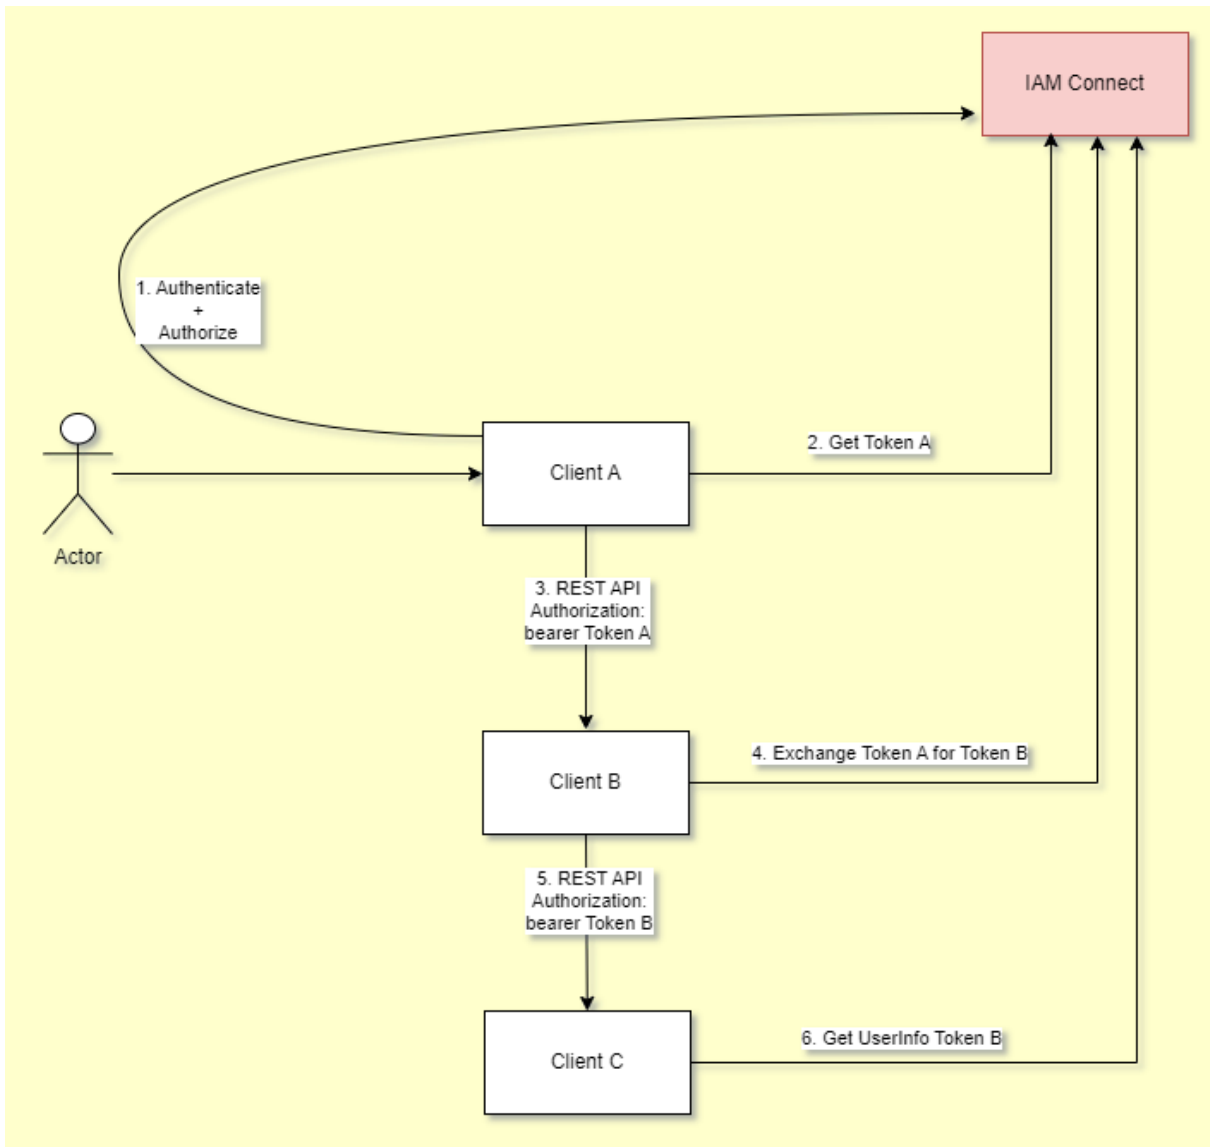 IAM Connect
1. Authenticate
+
Authorize
2. Get Token A
Client A
Actor
3. REST API
Authorization:
bearer Token A
4. Exchange Token A for Token B
Client B
5. REST API
Authorization:
bearer Token B
6. Get UserInfo Token B
Client C